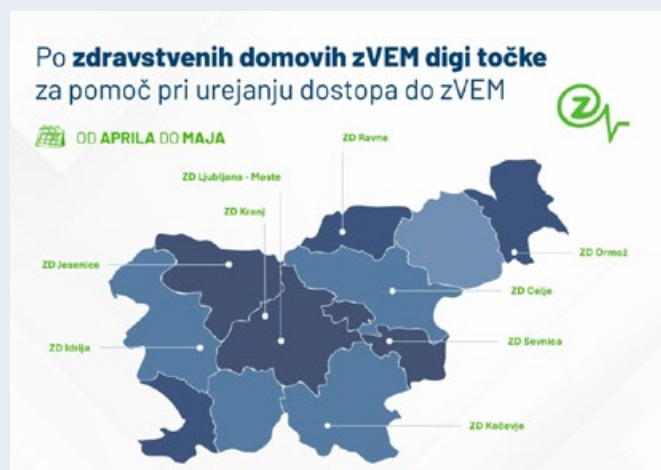 Po zdravstvenih domovih zVEM digi točke
za pomoč pri urejanju dostopa do zVEM
z
OD APRILA DO MAJA
ZD Ravne
ZD Ljubljana - Moste
ZD Kranj
ZD Jesenice
ZD Ormož
ZD Celje
ZD Idrija
ZD Sevnica
ZD Kočevje